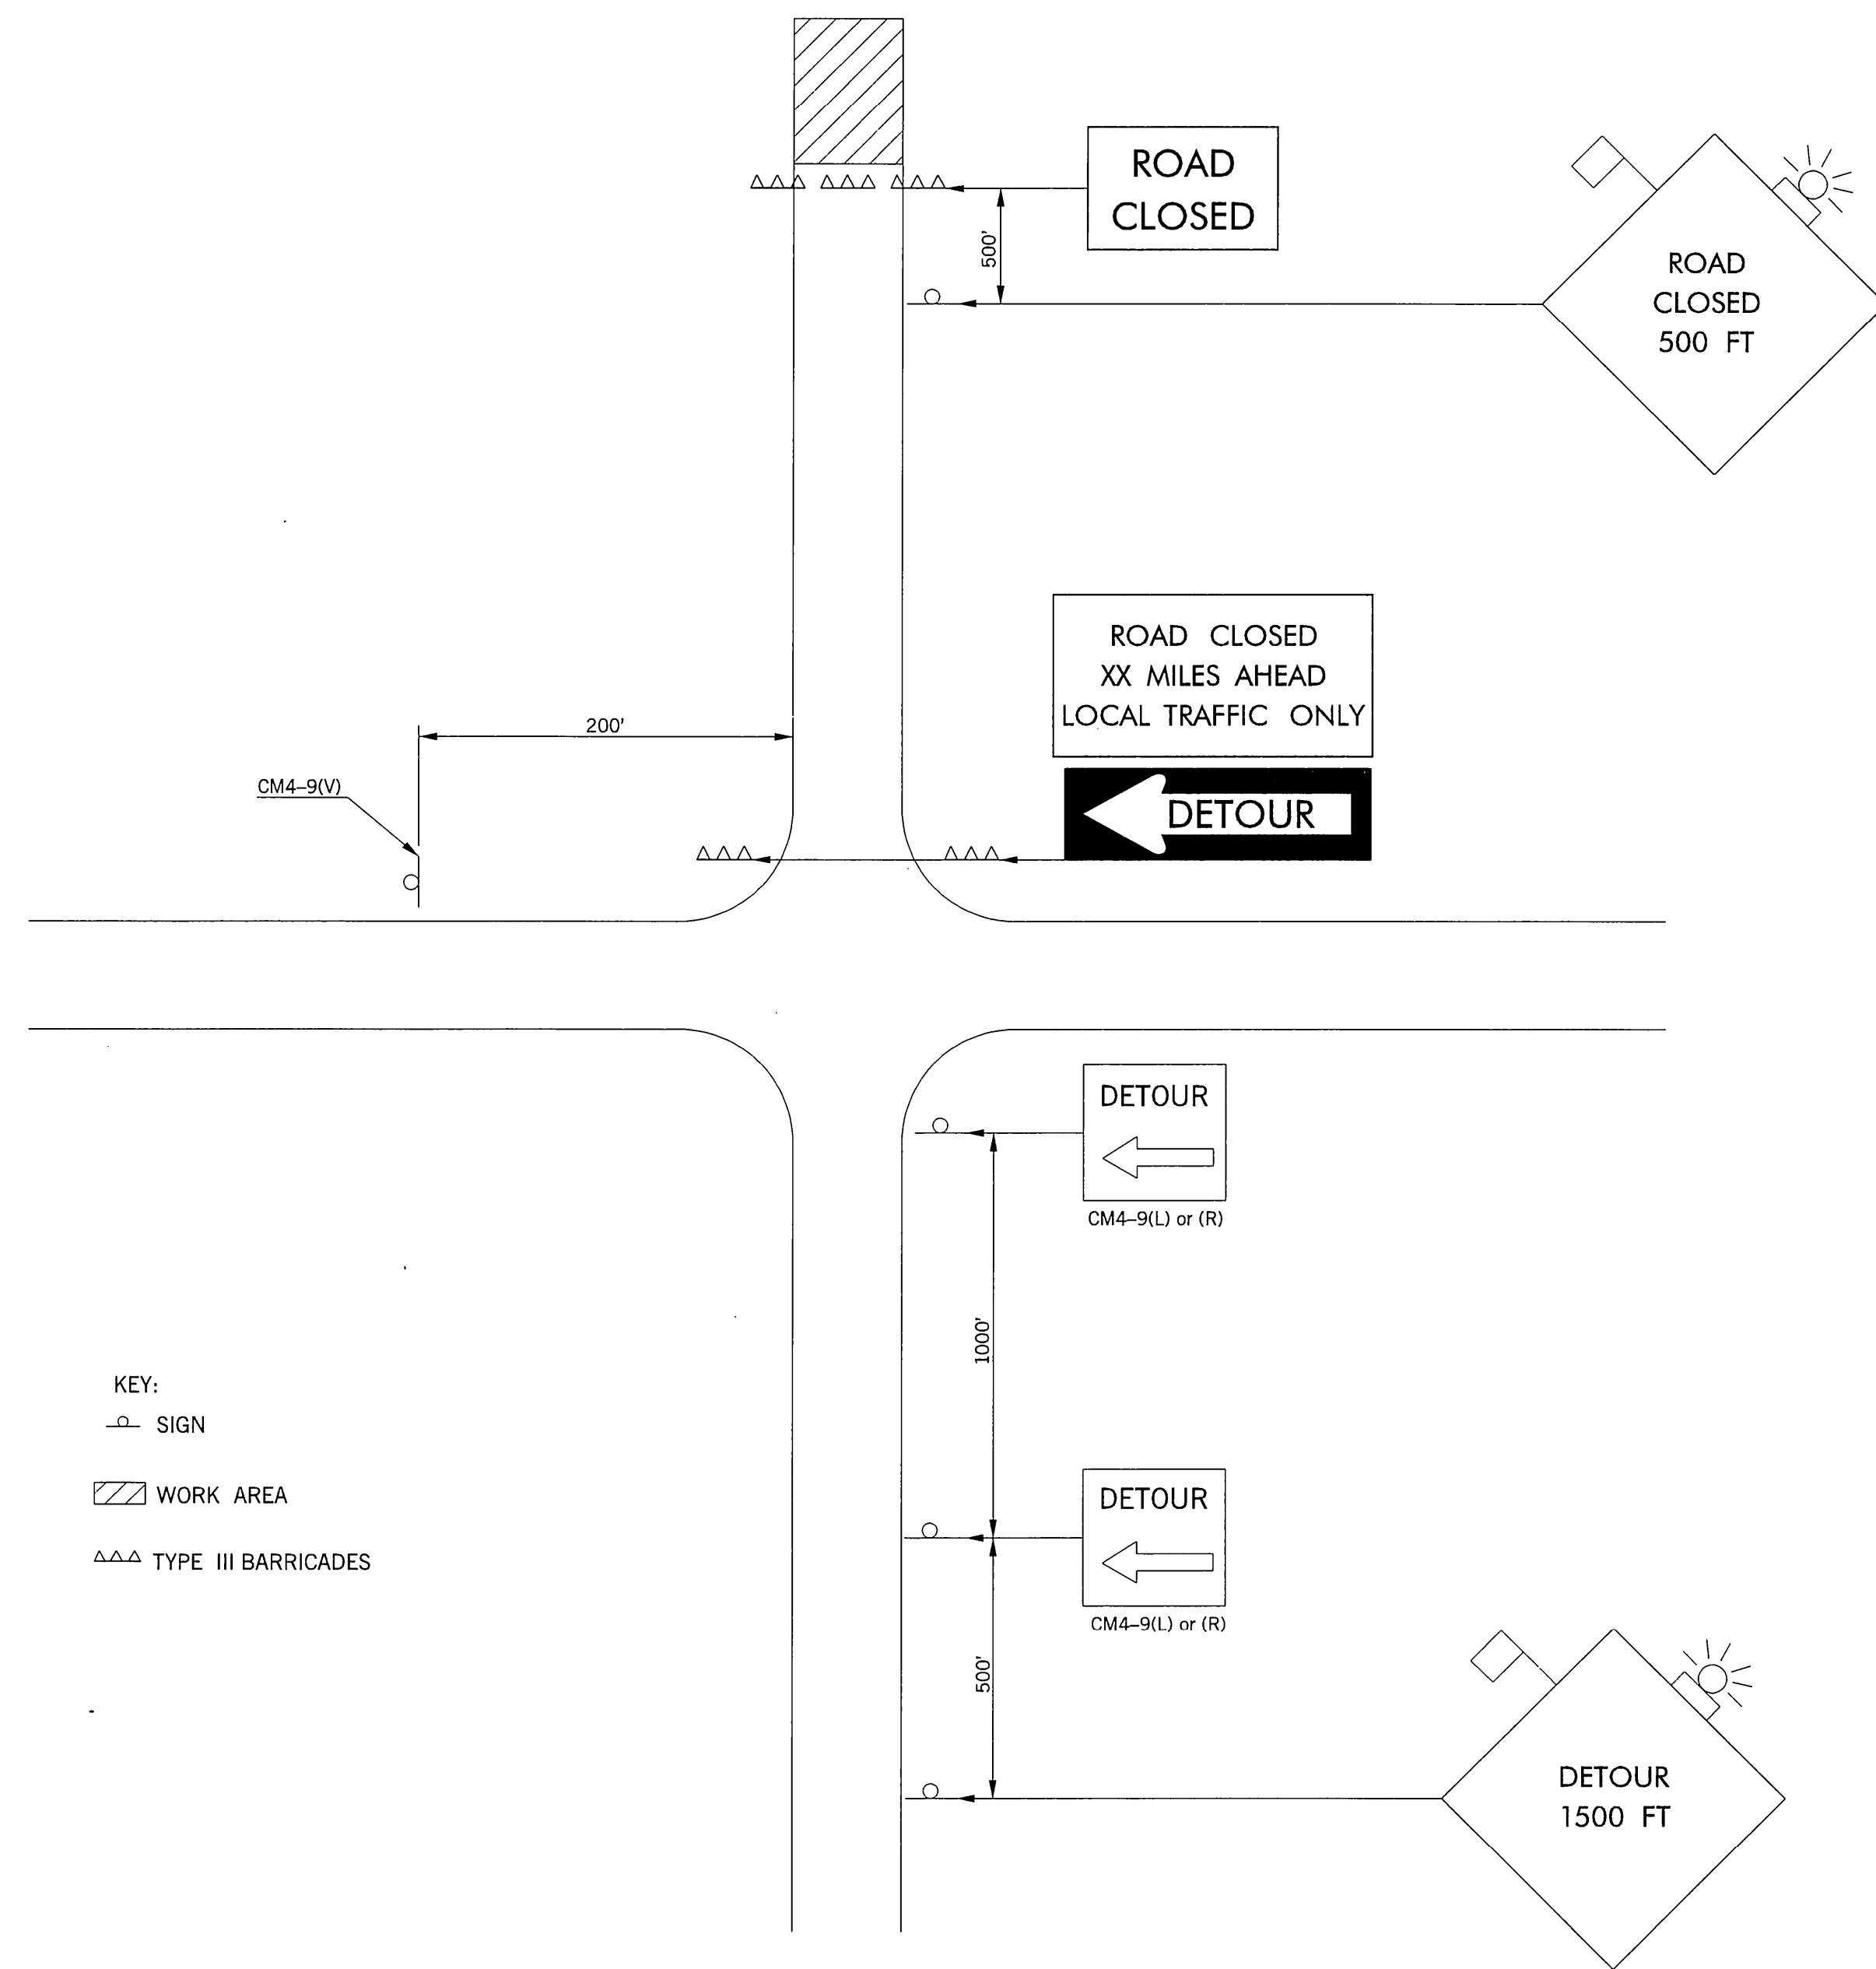 ROAD
CLOSED
500'
ROAD
CLOSED
500 FT
ROAD CLOSED
XX MILES AHEAD
LOCAL TRAFFIC ONLY
200'
CM4–9(V)
DETOUR
DETOUR
CM4–9(L) or (R)
1000'
KEY:
SIGN
WORK AREA
TYPE III BARRICADES
DETOUR
CM4–9(L) or (R)
500'
DETOUR
1500 FT